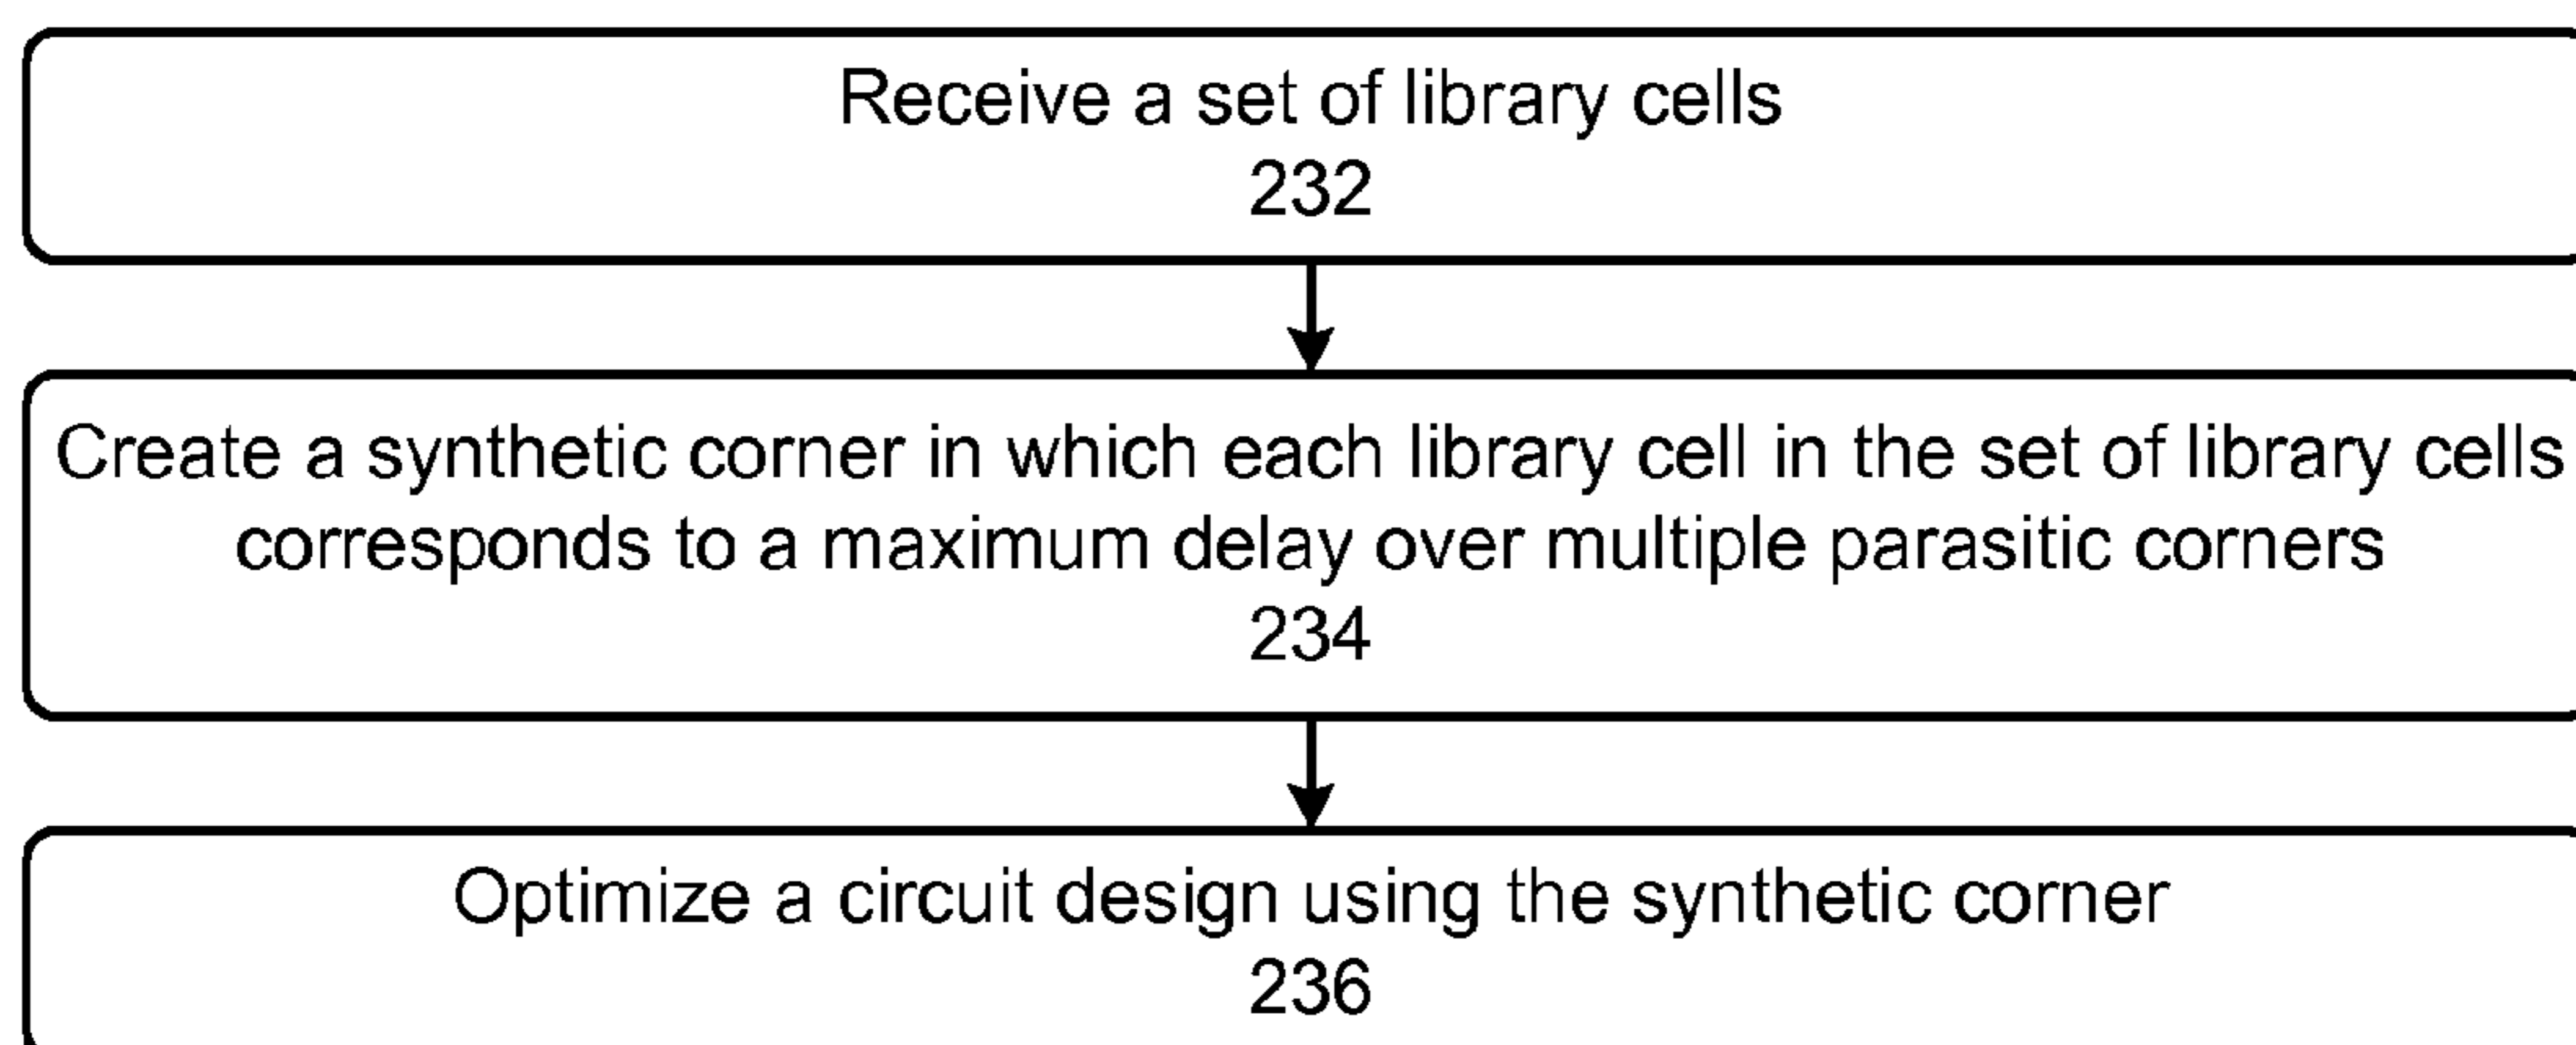 Receive a set of library cells
232
Create a synthetic corner in which each library cell in the set of library cells
corresponds to a maximum delay over multiple parasitic corners
234
Optimize a circuit design using the synthetic corner
236